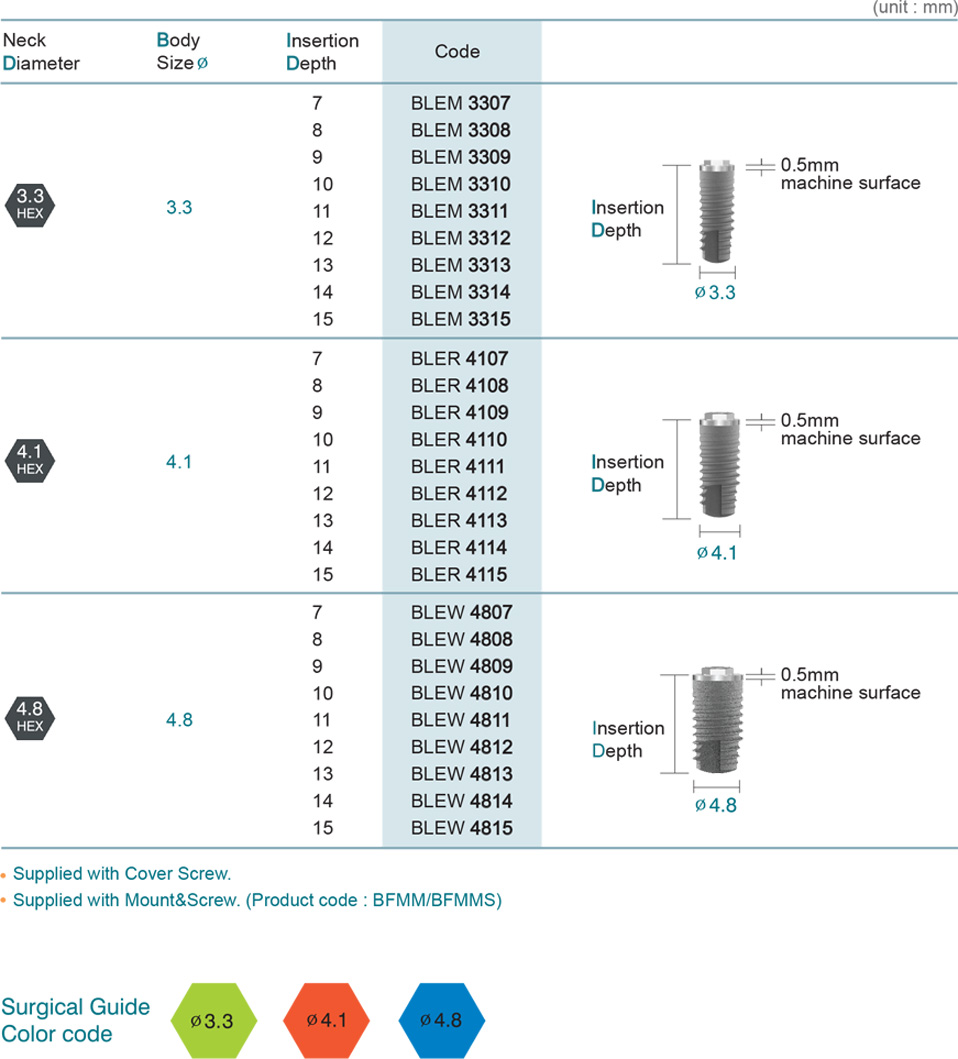 (unit : mm)
Neck Diameter
Body Size ø
Insertion Depth
Code
3.3 HEX
3.3
7 BLEM 3307
8 BLEM 3308
9 BLEM 3309
10 BLEM 3310
11 BLEM 3311
12 BLEM 3312
13 BLEM 3313
14 BLEM 3314
15 BLEM 3315
Insertion
Depth
0.5mm
machine surface
ø 3.3
4.1 HEX
4.1
7 BLER 4107
8 BLER 4108
9 BLER 4109
10 BLER 4110
11 BLER 4111
12 BLER 4112
13 BLER 4113
14 BLER 4114
15 BLER 4115
Insertion
Depth
0.5mm
machine surface
ø 4.1
4.8 HEX
4.8
7 BLEW 4807
8 BLEW 4808
9 BLEW 4809
10 BLEW 4810
11 BLEW 4811
12 BLEW 4812
13 BLEW 4813
14 BLEW 4814
15 BLEW 4815
Insertion
Depth
0.5mm
machine surface
ø 4.8
• Supplied with Cover Screw.
• Supplied with Mount&Screw. (Product code : BFMM/BFMMS)
Surgical Guide
Color code
ø 3.3
ø 4.1
ø 4.8